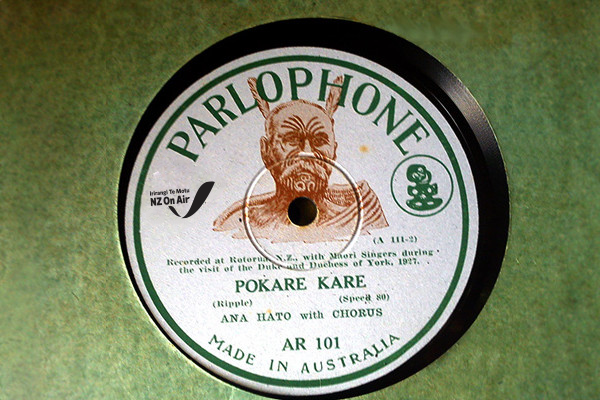 PARLOPHONE
Irirangi Te Motu
NZ On Air
(A 111-2)
Recorded at Rotorua, N.Z., with Maori Singers during
the visit of the Duke and Duchess of York, 1927.
POKARE KARE
(Ripple) (Speed 80)
ANA HATO with CHORUS
AR 101
MADE IN AUSTRALIA